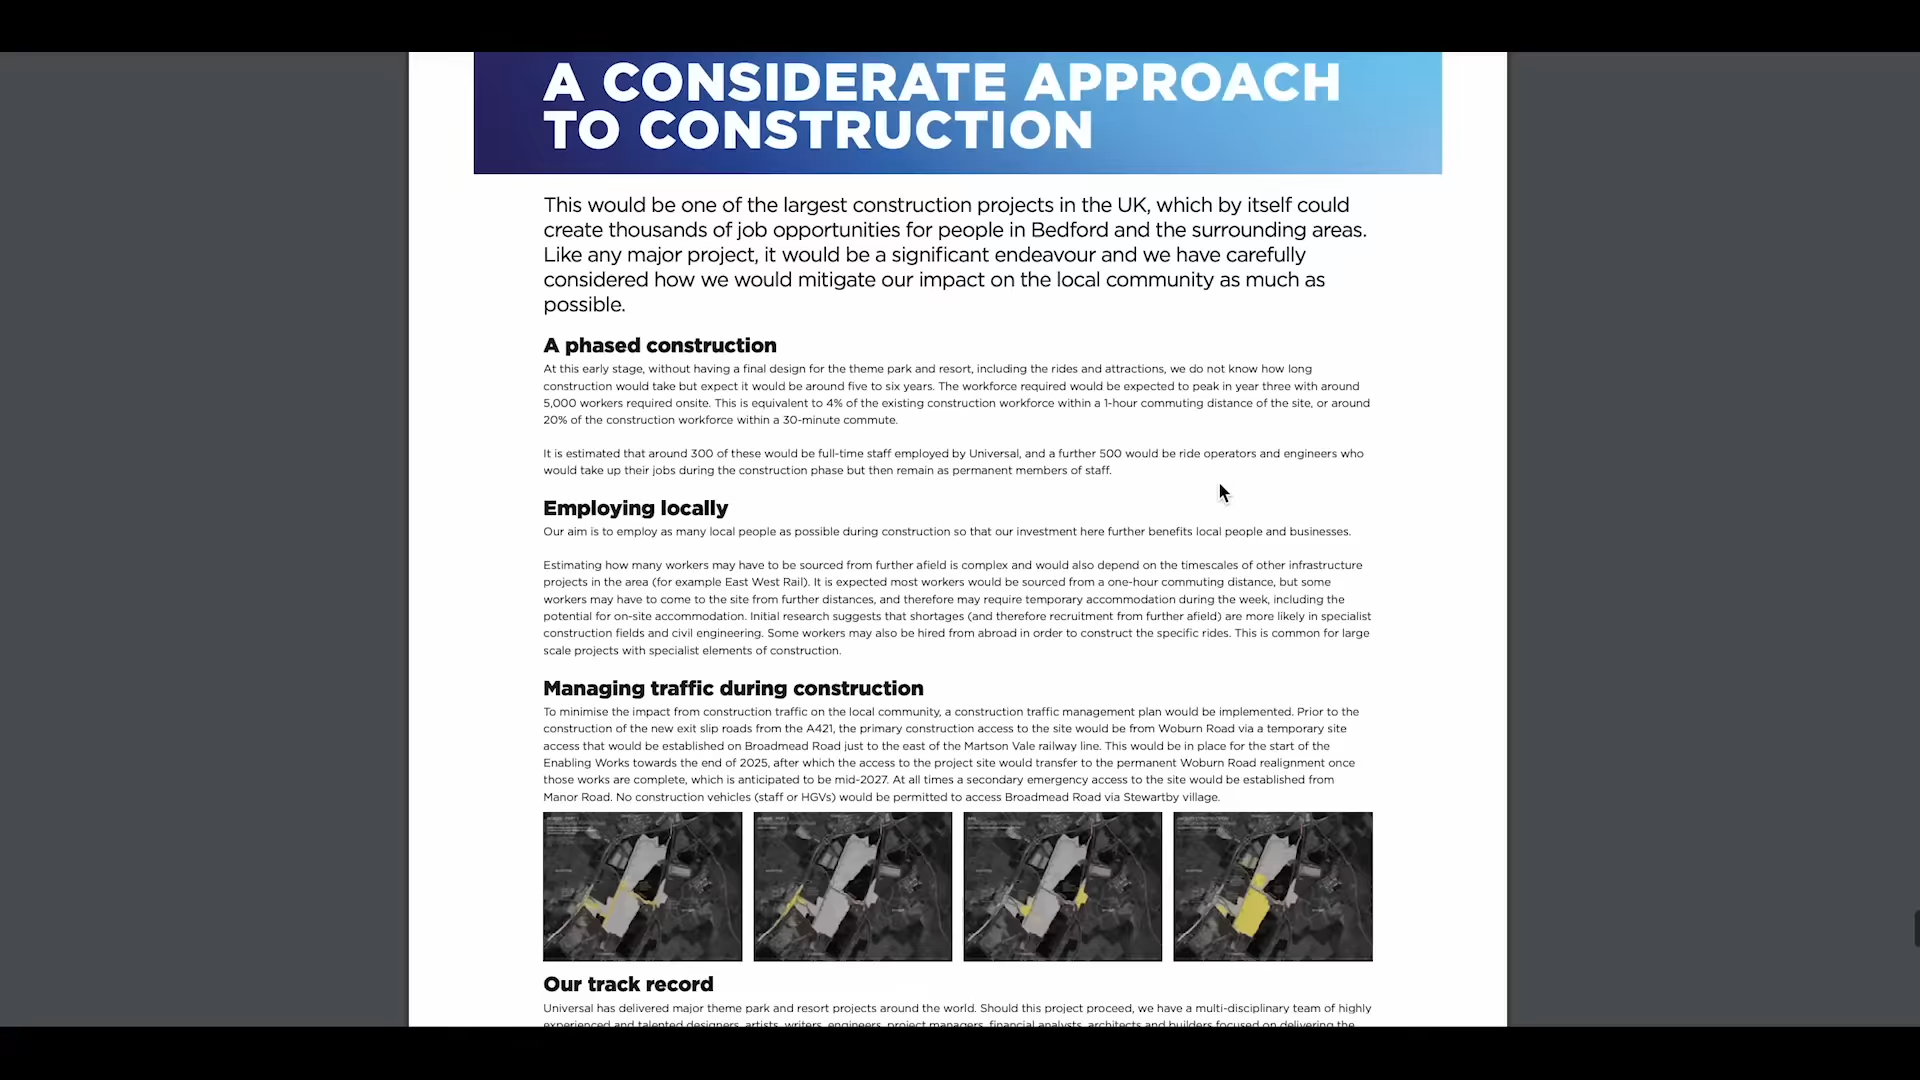 A CONSIDERATE APPROACH
TO CONSTRUCTION
This would be one of the largest construction projects in the UK, which by itself could
create thousands of job opportunities for people in Bedford and the surrounding areas.
Like any major project, it would be a significant endeavour and we have carefully
considered how we would mitigate our impact on the local community as much as
possible.
A phased construction
At this early stage, without having a final design for the theme park and resort, including the rides and attractions, we do not know how long
construction would take but expect it would be around five to six years. The workforce required would be expected to peak in year three with around
5,000 workers required onsite. This is equivalent to 4% of the existing construction workforce within a 1-hour commuting distance of the site, or around
20% of the construction workforce within a 30-minute commute.
It is estimated that around 300 of these would be full-time staff employed by Universal, and a further 500 would be ride operators and engineers who
would take up their jobs during the construction phase but then remain as permanent members of staff.
Employing locally
Our aim is to employ as many local people as possible during construction so that our investment here further benefits local people and businesses.
Estimating how many workers may have to be sourced from further afield is complex and would also depend on the timescales of other infrastructure
projects in the area (for example East West Rail). It is expected most workers would be sourced from a one-hour commuting distance, but some
workers may have to come to the site from further distances, and therefore may require temporary accommodation during the week, including the
potential for on-site accommodation. Initial research suggests that shortages (and therefore recruitment from further afield) are more likely in specialist
construction fields and civil engineering. Some workers may also be hired from abroad in order to construct the specific rides. This is common for large
scale projects with specialist elements of construction.
Managing traffic during construction
To minimise the impact from construction traffic on the local community, a construction traffic management plan would be implemented. Prior to the
construction of the new exit slip roads from the A421, the primary construction access to the site would be from Woburn Road via a temporary site
access that would be established on Broadmead Road just to the east of the Martson Vale railway line. This would be in place for the start of the
Enabling Works towards the end of 2025, after which the access to the project site would transfer to the permanent Woburn Road realignment once
those works are complete, which is anticipated to be mid-2027. At all times a secondary emergency access to the site would be established from
Manor Road. No construction vehicles (staff or HGVs) would be permitted to access Broadmead Road via Stewartby village.
Our track record
Universal has delivered major theme park and resort projects around the world. Should this project proceed, we have a multi-disciplinary team of highly
experienced and talented designers, artists, writers, engineers, project managers, financial analysts, architects and builders focused on delivering the